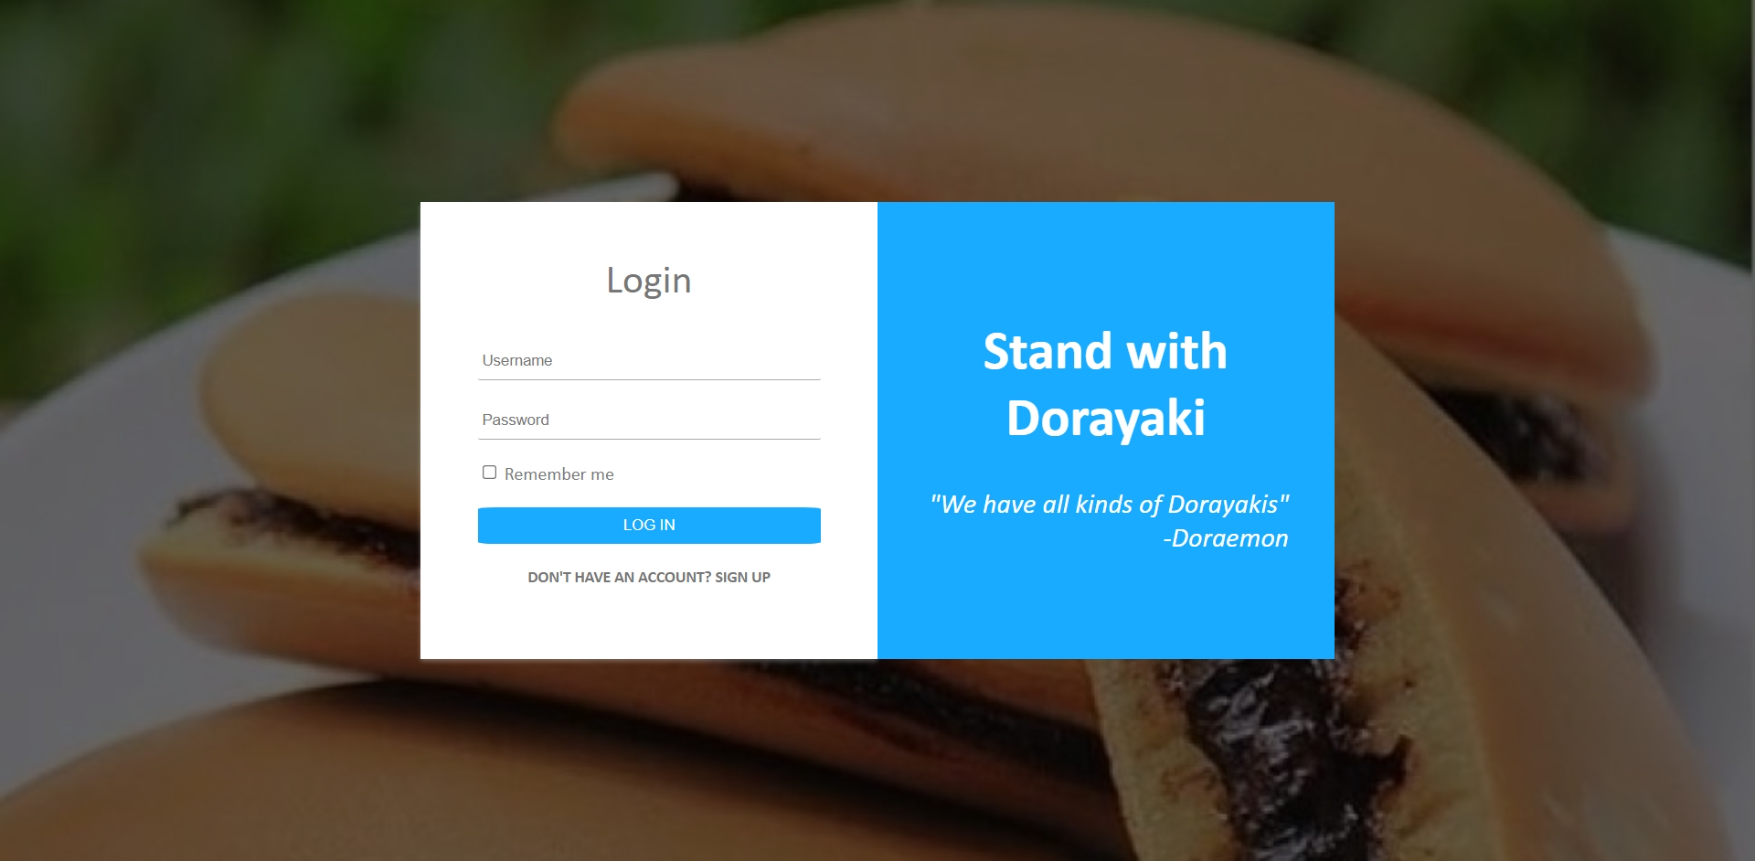 Login
Username
Password
Remember me
LOG IN
DON'T HAVE AN ACCOUNT? SIGN UP
Stand with
Dorayaki
"We have all kinds of Dorayakis"
-Doraemon